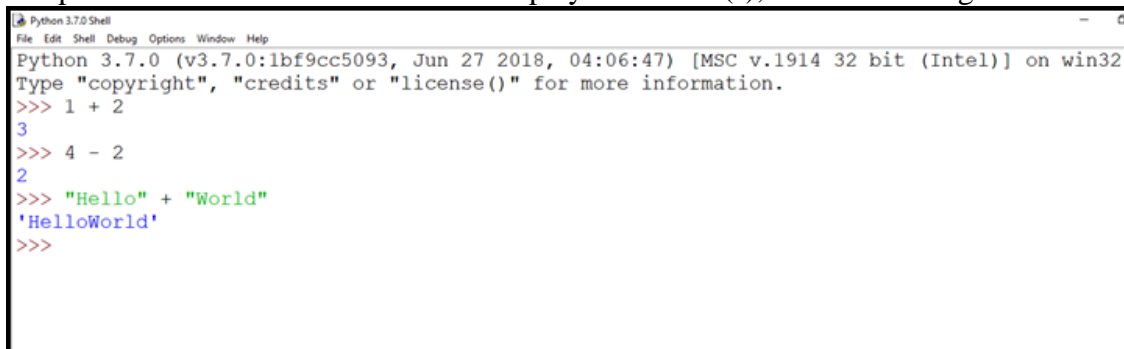 Python 3.7.0 Shell
File Edit Shell Debug Options Window Help
Python 3.7.0 (v3.7.0:1bf9cc5093, Jun 27 2018, 04:06:47) [MSC v.1914 32 bit (Intel)] on win32
Type "copyright", "credits" or "license()" for more information.
>>> 1 + 2
3
>>> 4 - 2
2
>>> "Hello" + "World"
'HelloWorld'
>>>